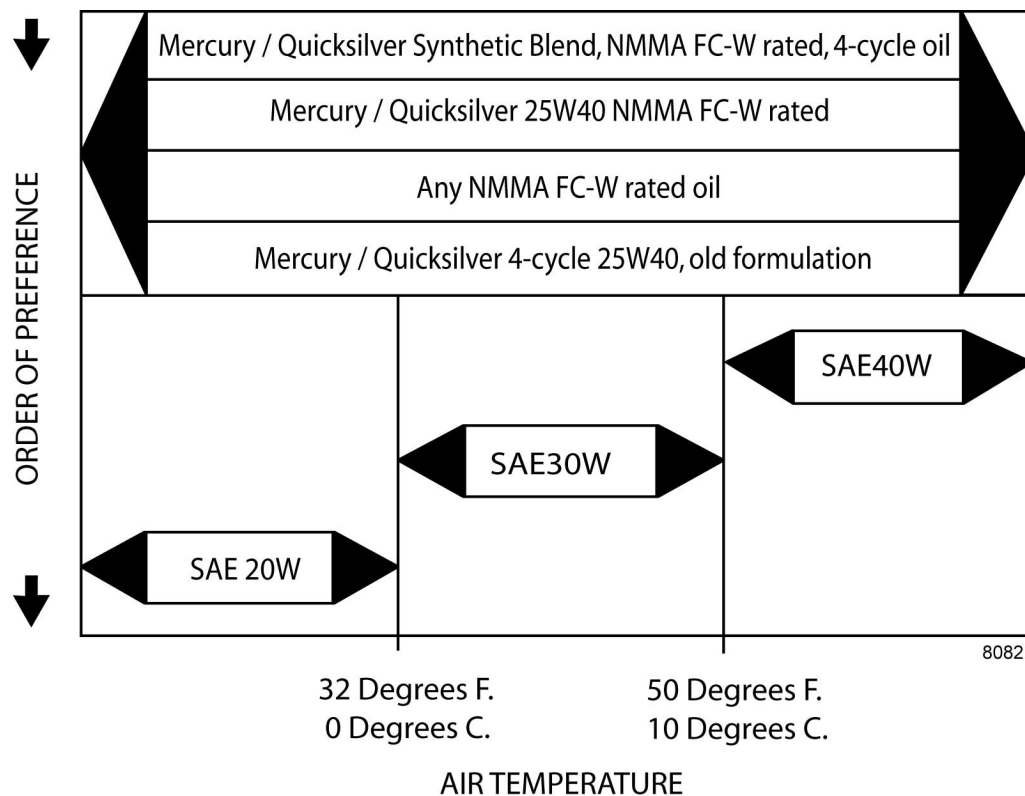 ORDER OF PREFERENCE
Mercury / Quicksilver Synthetic Blend, NMMA FC-W rated, 4-cycle oil
Mercury / Quicksilver 25W40 NMMA FC-W rated
Any NMMA FC-W rated oil
Mercury / Quicksilver 4-cycle 25W40, old formulation
SAE40W
SAE30W
SAE 20W
8082
32 Degrees F.
0 Degrees C.
50 Degrees F.
10 Degrees C.
AIR TEMPERATURE